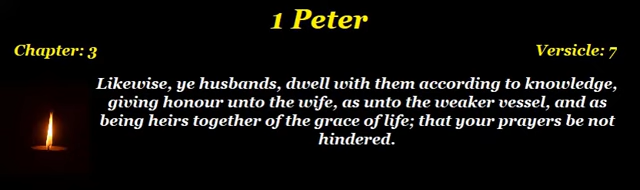 1 Peter
Chapter: 3
Versicle: 7
Likewise, ye husbands, dwell with them according to knowledge,
giving honour unto the wife, as unto the weaker vessel, and as
being heirs together of the grace of life; that your prayers be not
hindered.